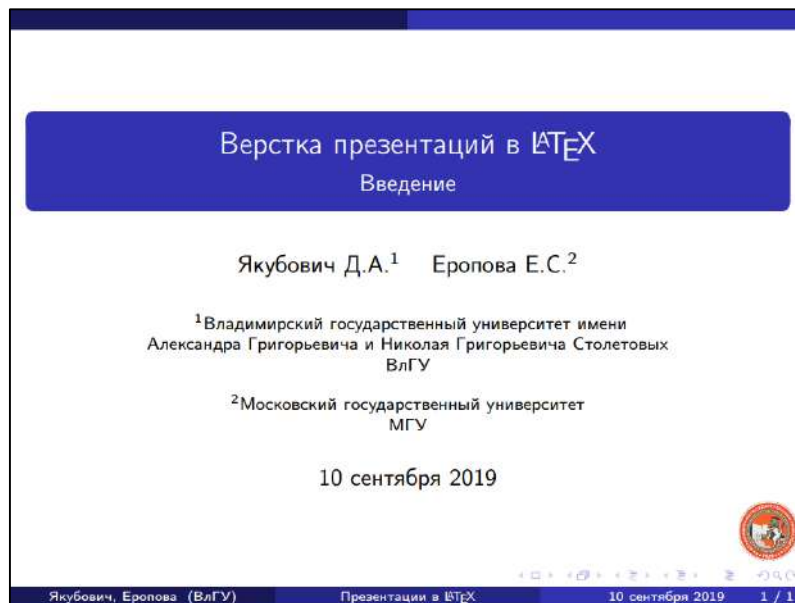 Верстка презентаций в LATEX
Введение
Якубович Д.А.¹ Еропова Е.С.²
¹Владимирский государственный университет имени
Александра Григорьевича и Николая Григорьевича Столетовых
ВлГУ
²Московский государственный университет
МГУ
10 сентября 2019
Якубович, Еропова (ВлГУ) Презентации в LATEX 10 сентября 2019 1 / 1